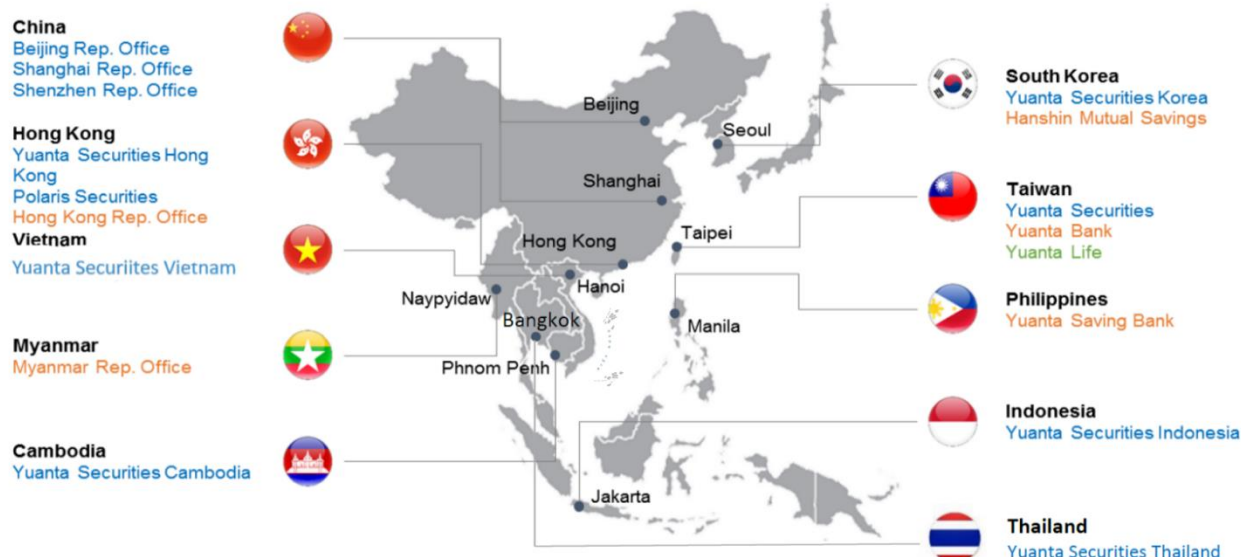 China
Beijing Rep. Office
Shanghai Rep. Office
Shenzhen Rep. Office
Hong Kong
Yuanta Securities Hong
Kong
Polaris Securities
Hong Kong Rep. Office
Vietnam
Yuanta Securiites Vietnam
Myanmar
Myanmar Rep. Office
Cambodia
Yuanta Securities Cambodia
Beijing
Seoul
Shanghai
Taipei
Hong Kong
Hanoi
Naypyidaw
Bangkok
Manila
Phnom Penh
Jakarta
South Korea
Yuanta Securities Korea
Hanshin Mutual Savings
Taiwan
Yuanta Securities
Yuanta Bank
Yuanta Life
Philippines
Yuanta Saving Bank
Indonesia
Yuanta Securities Indonesia
Thailand
Yuanta Securities Thailand